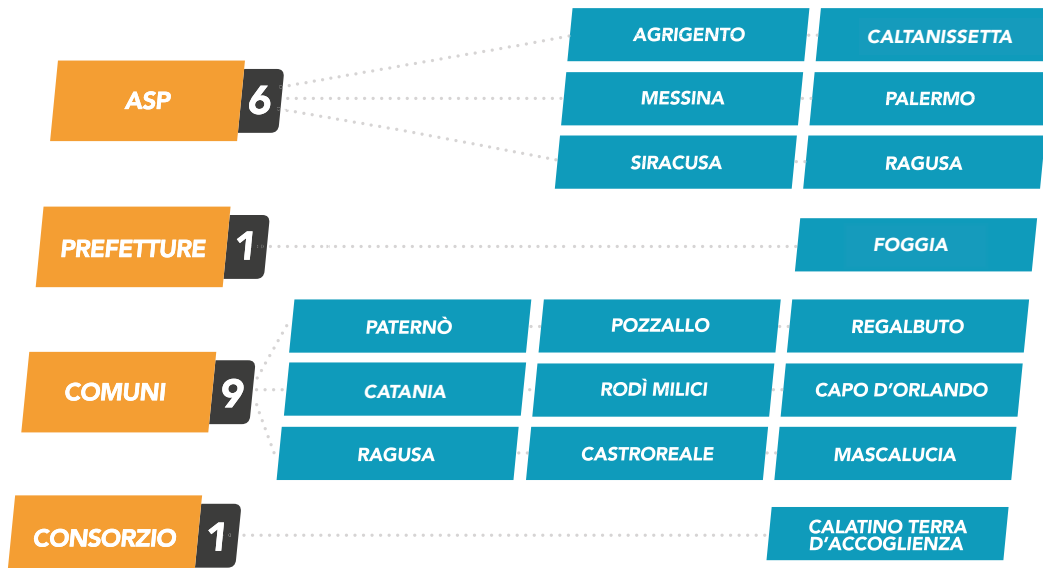 ASP 6
AGRIGENTO CALTANISSETTA
MESSINA PALERMO
SIRACUSA RAGUSA
PREFETTURE 1
FOGGIA
COMUNI 9
PATERNÒ POZZALLO REGALBUTO
CATANIA RODÌ MILICI CAPO D'ORLANDO
RAGUSA CASTROREALE MASCALUCIA
CONSORZIO 1
CALATINO TERRA
D'ACCOGLIENZA